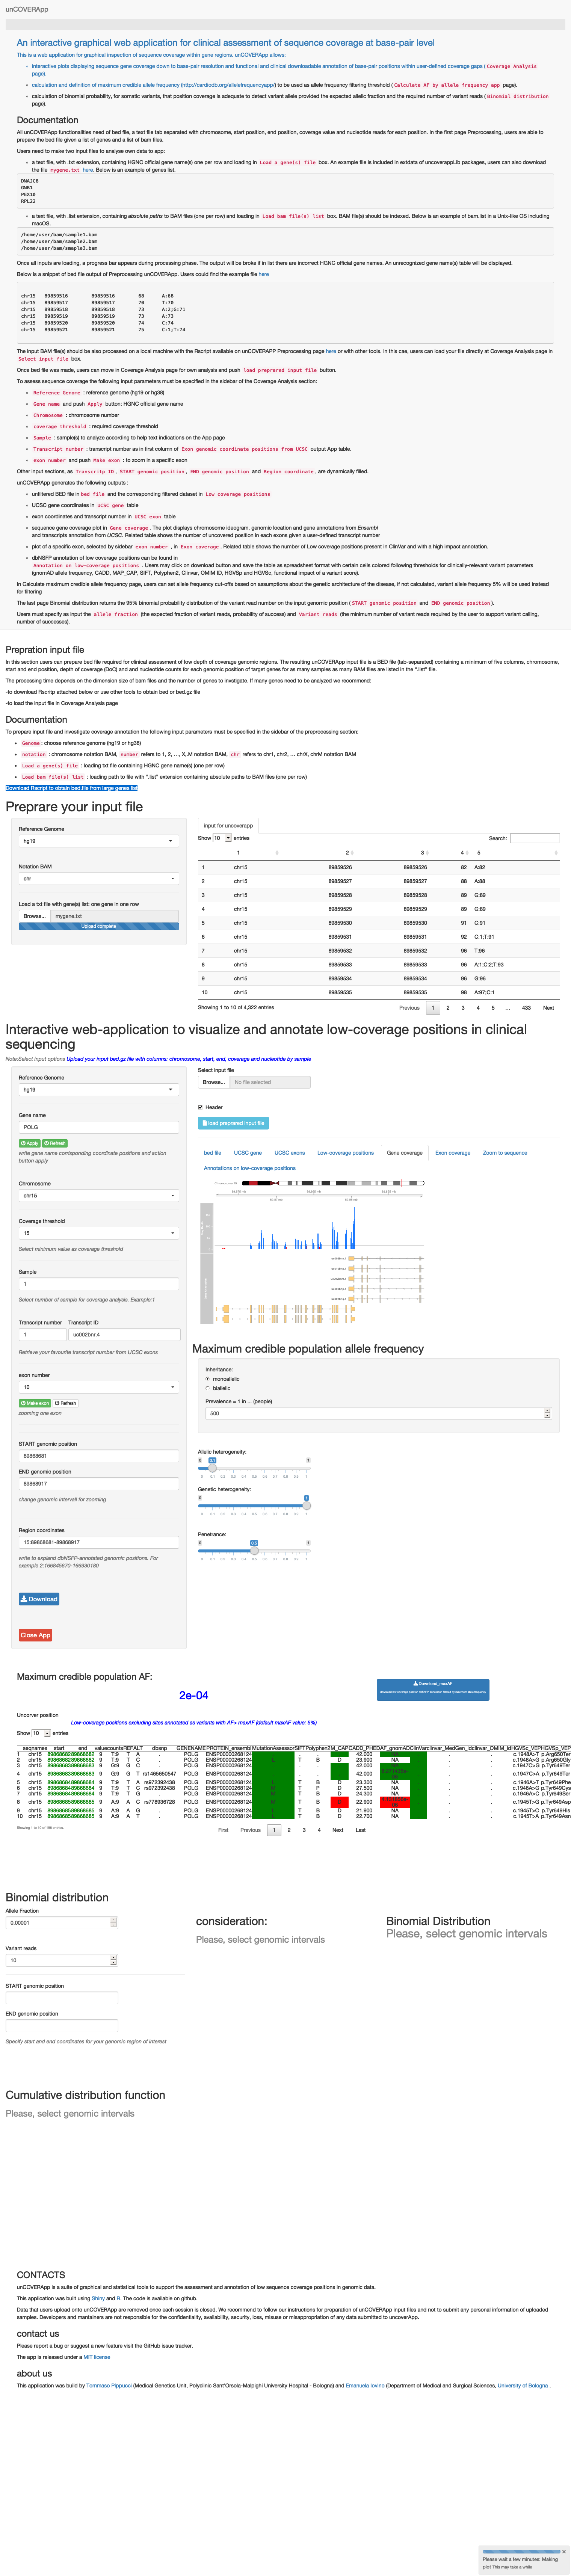 unCOVERApp
An interactive graphical web application for clinical assessment of sequence coverage at base-pair level
This is a web application for graphical inspection of sequence coverage within gene regions. unCOVERApp allows:
interactive plots displaying sequence gene coverage down to base-pair resolution and functional and clinical downloadable annotation of base-pair positions within user-defined coverage gaps ( Coverage Analysis
page).
calculation and definition of maximum credible allele frequency (http://cardiodb.org/allelefrequencyapp/) to be used as allele frequency filtering threshold ( Calculate AF by allele frequency app page).
calculation of binomial probability, for somatic variants, that position coverage is adequate to detect variant allele provided the expected allelic fraction and the required number of variant reads ( Binomial distribution
page).
Documentation
All unCOVERApp functionalities need of bed file, a text file tab separated with chromosome, start position, end position, coverage value and nucleotide reads for each position. In the first page Preprocessing, users are able to
prepare the bed file given a list of genes and a list of bam files.
Users need to make two input files to analyse own data to app:
a text file, with .txt extension, containing HGNC official gene name(s) one per row and loading in Load a gene(s) file box. An example file is included in extdata of uncoverappLib packages, users can also download
the file mygene.txt here. Below is an example of genes list.
DNAJC8
GNB1
PEX10
RPL22
a text file, with .list extension, containing absolute paths to BAM files (one per row) and loading in Load bam file(s) list box. BAM file(s) should be indexed. Below is an example of bam.list in a Unix-like OS including
macOS.
/home/user/bam/sample1.bam
/home/user/bam/sample2.bam
/home/user/bam/smaple3.bam
Once all inputs are loading, a progress bar appears during processing phase. The output will be broke if in list there are incorrect HGNC official gene names. An unrecognized gene name(s) table will be displayed.
Below is a snippet of bed file output of Preprocessing unCOVERApp. Users could find the example file here
chr15 89859516 89859516 68 A:68
chr15 89859517 89859517 70 T:70
chr15 89859518 89859518 73 A:2;G:71
chr15 89859519 89859519 73 A:73
chr15 89859520 89859520 74 C:74
chr15 89859521 89859521 75 C:1;T:74
The input BAM file(s) should be also processed on a local machine with the Rscript available on unCOVERAPP Preprocessing page here or with other tools. In this cae, users can load your file directly at Coverage Analysis page in
Select input file box.
Once bed file was made, users can move in Coverage Analysis page for own analysis and push load preprared input file button.
To assess sequence coverage the following input parameters must be specified in the sidebar of the Coverage Analysis section:
Reference Genome : reference genome (hg19 or hg38)
Gene name and push Apply button: HGNC official gene name
Chromosome : chromosome number
coverage threshold : required coverage threshold
Sample : sample(s) to analyze according to help text indications on the App page
Transcript number : transcript number as in first column of Exon genomic coordinate positions from UCSC output App table.
exon number and push Make exon : to zoom in a specific exon
Other input sections, as Transcritp ID, START genomic position, END genomic position and Region coordinate, are dynamically filled.
unCOVERApp generates the following outputs :
unfiltered BED file in bed file and the corresponding filtered dataset in Low coverage positions
UCSC gene coordinates in UCSC gene table
exon coordinates and transcript number in UCSC exon table
sequence gene coverage plot in Gene coverage. The plot displays chromosome ideogram, genomic location and gene annotations from Ensembl
and transcripts annotation from UCSC. Related table shows the number of uncovered position in each exons given a user-defined transcript number
plot of a specific exon, selected by sidebar exon number , in Exon coverage. Related table shows the number of Low coverage positions present in ClinVar and with a high impact annotation.
dbNSFP annotation of low coverage positions can be found in
Annotation on low-coverage positions . Users may click on download button and save the table as spreadsheet format with certain cells colored following thresholds for clinically-relevant variant parameters
(gnomAD allele frequency, CADD, MAP_CAP, SIFT, Polyphen2, Clinvar, OMIM ID, HGVSp and HGVSc, functional impact of a variant score).
In Calculate maximum credible allele frequency page, users can set allele frequency cut-offs based on assumptions about the genetic architecture of the disease, if not calculated, variant allele frequency 5% will be used instead
for filtering
The last page Binomial distribution returns the 95% binomial probability distribution of the variant read number on the input genomic position ( START genomic position and END genomic position).
Users must specify as input the allele fraction (the expected fraction of variant reads, probability of success) and Variant reads (the minimum number of variant reads required by the user to support variant calling,
number of successes).
Prepration input file
In this section users can prepare bed file required for clinical assessment of low depth of coverage genomic regions. The resulting unCOVERApp input file is a BED file (tab-separated) containing a minimum of five columns, chromosome,
start and end position, depth of coverage (DoC) and and nucleotide counts for each genomic position of target genes for as many samples as many BAM files are listed in the “.list” file.
The processing time depends on the dimension size of bam files and the number of genes to investigate. If many genes need to be analyzed we recommend:
-to download Rscritp attached below or use other tools to obtain bed or bed.gz file
-to load the input file in Coverage Analysis page
Documentation
To prepare input file and investigate coverage annotation the following input parameters must be specified in the sidebar of the preprocessing section:
Genome: choose reference genome (hg19 or hg38)
notation : chromosome notation BAM, number refers to 1, 2, ..., X,.M notation BAM, chr refers to chr1, chr2, ... chrX, chrM notation BAM
Load a gene(s) file : loading txt file containing HGNC gene name(s) (one per row)
Load bam file(s) list : loading path to file with ".list" extension containing absolute paths to BAM files (one per row)
Download Rscript to obtain bed.file from large genes list
Preprare your input file
Reference Genome
hg19
Notation BAM
chr
Load a txt file with gene(s) list: one gene in one row
Browse... mygene.txt
Upload complete
input for uncoverapp
Show 10 entries Search:
1 2 3 4 5
1 chr15 89859526 89859526 82 A:82
2 chr15 89859527 89859527 88 A:88
3 chr15 89859528 89859528 89 G:89
4 chr15 89859529 89859529 89 G:89
5 chr15 89859530 89859530 91 C:91
6 chr15 89859531 89859531 92 C:1;T:91
7 chr15 89859532 89859532 96 T:96
8 chr15 89859533 89859533 96 A:1;C:2;T:93
9 chr15 89859534 89859534 96 G:96
10 chr15 89859535 89859535 98 A:97;C:1
Showing 1 to 10 of 4,322 entries Previous 1 2 3 4 5 ... 433 Next
Interactive web-application to visualize and annotate low-coverage positions in clinical
sequencing
Note:Select input options Upload your input bed.gz file with columns: chromosome, start, end, coverage and nucleotide by sample
Reference Genome
hg19
Gene name
POLG
Apply Refresh
write gene name corrisponding coordinate positions and action
button apply
Chromosome
chr15
Coverage threshold
15
Select minimum value as coverage threshold
Sample
1
Select number of sample for coverage analysis. Example:1
Transcript number Transcript ID
1 uc002bnr.4
Retrieve your favourite transcript number from UCSC exons
exon number
10
Make exon Refresh
zooming one exon
START genomic position
89868681
END genomic position
89868917
change genomic interval for zooming
Region coordinates
15:89868681-89868917
write to expland dbNSFP-annotated genomic positions. For
example 2:166845670-166930180
Download
Close App
Select input file
Browse... No file selected
Header
load preprared input file
bed file UCSC gene UCSC exons Low-coverage positions Gene coverage Exon coverage Zoom to sequence
Annotations on low-coverage positions
Chromosome 15
Maximum credible population allele frequency
Inheritance:
monoallelic
biallelic
Prevalence = 1 in ... (people)
500
Allelic heterogeneity:
0 0.1 1
0 0.1 0.2 0.3 0.4 0.5 0.6 0.7 0.8 0.9 1
Genetic heterogeneity:
0 1
0 0.1 0.2 0.3 0.4 0.5 0.6 0.7 0.8 0.9 1
Penetrance:
0 0.5 1
0 0.1 0.2 0.3 0.4 0.5 0.6 0.7 0.8 0.9 1
Maximum credible population AF:
2e-04
Download_maxAF
Uncover position
Low-coverage positions excluding sites annotated as variants with AF> maxAF (default maxAF value: 5%)
Show 10 entries
Showing 1 to 10 of 190 entries
First Previous 1 2 3 4 Next Last
Binomial distribution
Allele Fraction
0.00001
Variant reads
10
START genomic position
END genomic position
Specify start and end coordinates for your genomic region of interest
consideration:
Please, select genomic intervals
Binomial Distribution
Please, select genomic intervals
Cumulative distribution function
Please, select genomic intervals
CONTACTS
unCOVERApp is a suite of graphical and statistical tools to support the assessment and annotation of low sequence coverage positions in genomic data.
This application was built using Shiny and R. The code is available on github.
Data that users upload onto unCOVERApp are removed once each session is closed. We recommend to follow our instructions for preparation of unCOVERApp input files and not to submit any personal information of uploaded
samples. Developers and mantainers are not responsible for the confidentiality, availability, security, loss, misuse or misappropriation of any data submitted to uncoverApp.
contact us
Please report a bug or suggest a new feature visit the GitHub issue tracker.
The app is released under a MIT license
about us
This application was build by Tommaso Pippucci (Medical Genetics Unit, Polyclinic Sant'Orsola-Malpighi University Hospital - Bologna) and Emanuela Iovino (Department of Medical and Surgical Sciences, University of Bologna .
Please wait a few minutes: Making
plot This may take a while